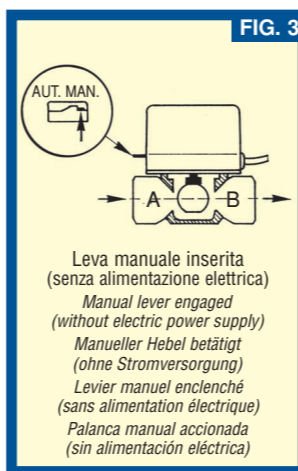 FIG. 3
AUT. MAN.
A B
Leva manuale inserita
(senza alimentazione elettrica)
Manual lever engaged
(without electric power supply)
Manueller Hebel betätigt
(ohne Stromversorgung)
Levier manuel enclenché
(sans alimentation électrique)
Palanca manual accionada
(sin alimentación eléctrica)